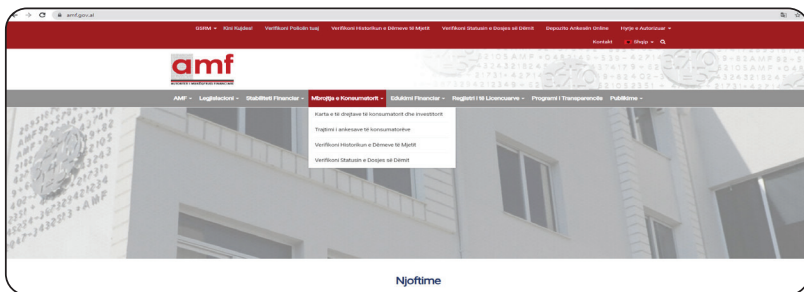 amf.gov.al
GSRM Kini Kujdes! Verifikoni Policën tuaj Verifikoni Historikun e Dëmeve të Mjetit Verifikoni Statusin e Dosjes së Dëmit Depozito Ankesën Online Hyrje e Autorizuar
Kontakt Shqip
amf
AMF Legjislacioni Stabiliteti Financiar Mbrojtja e Konsumatorit Edukimi Financiar Regjistri i të Licencuarve Programi i Transparencës Publikime
Karta e të drejtave të konsumatorit dhe investitorit
Trajtimi i ankesave të konsumatorëve
Verifikoni Historikun e Dëmeve të Mjetit
Verifikoni Statusin e Dosjes së Dëmit
Njoftime